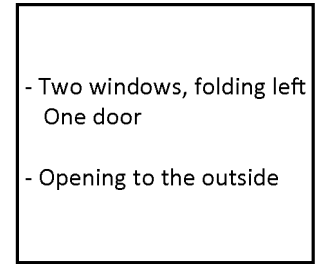 - Two windows, folding left
One door
- Opening to the outside